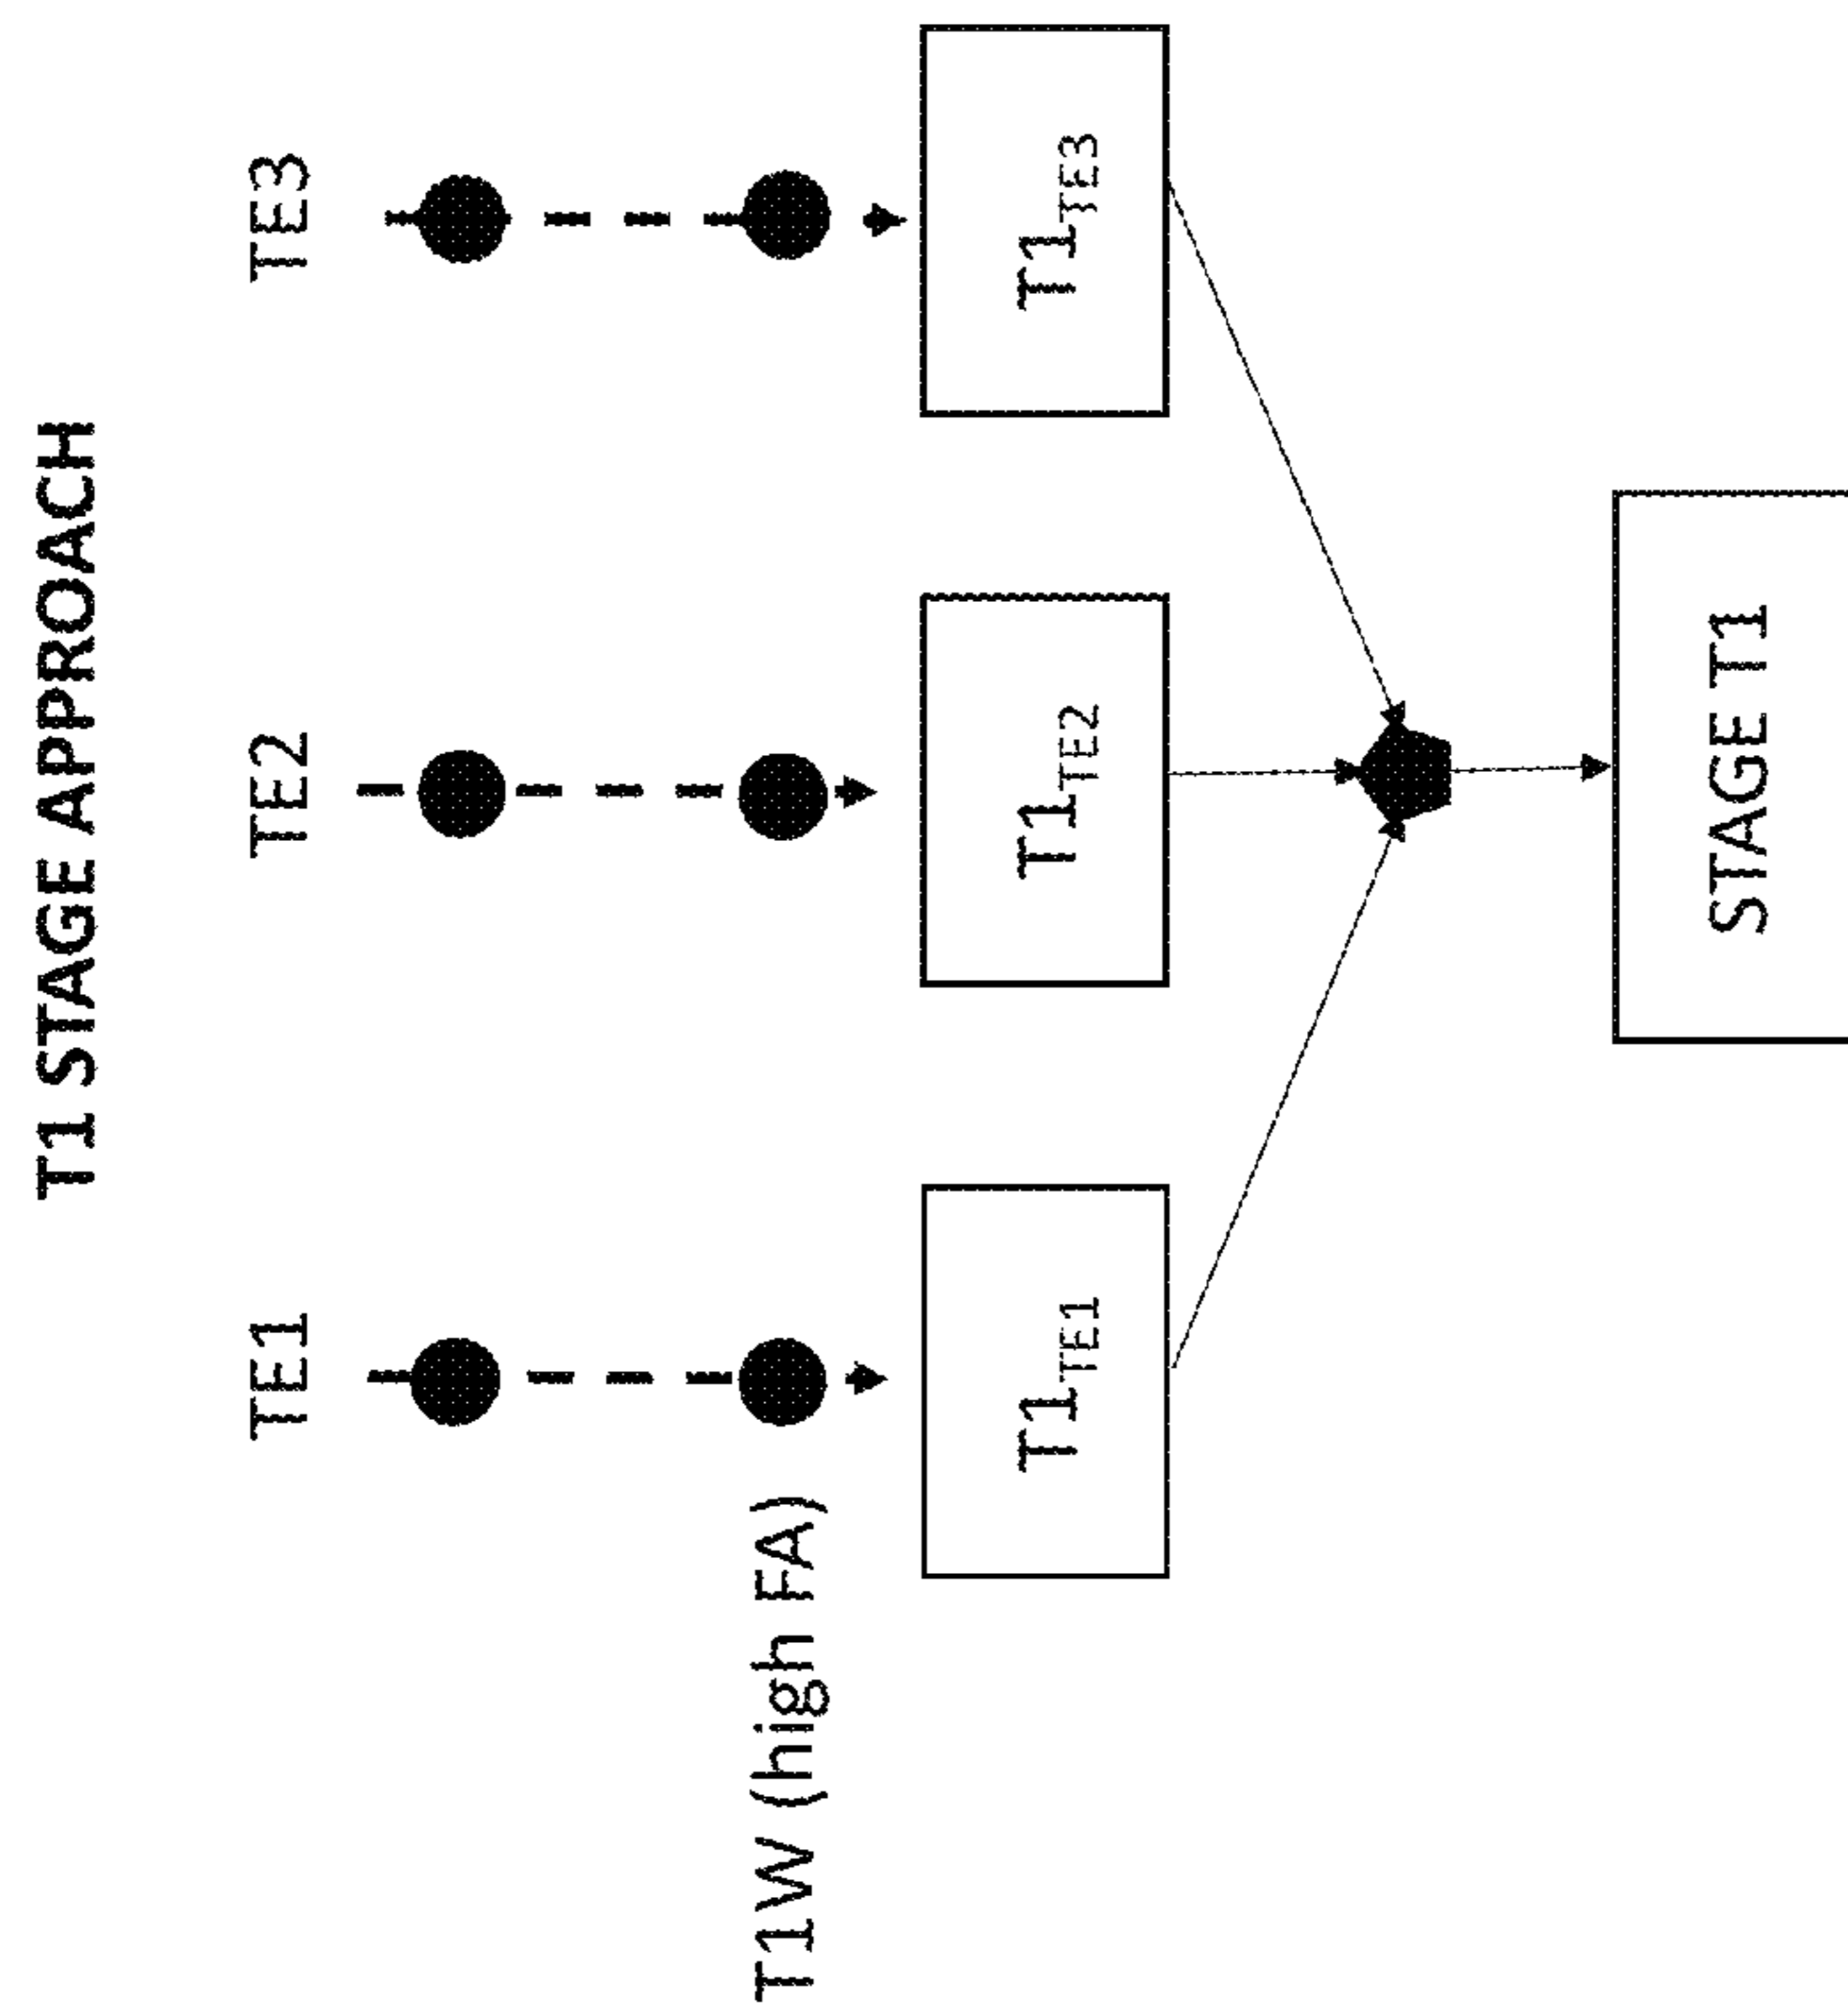 T1 STAGE APPROACH
TE1 TE2 TE3
T1W (high FA)
T1TE1 T1TE2 T1TE3
STAGE T1